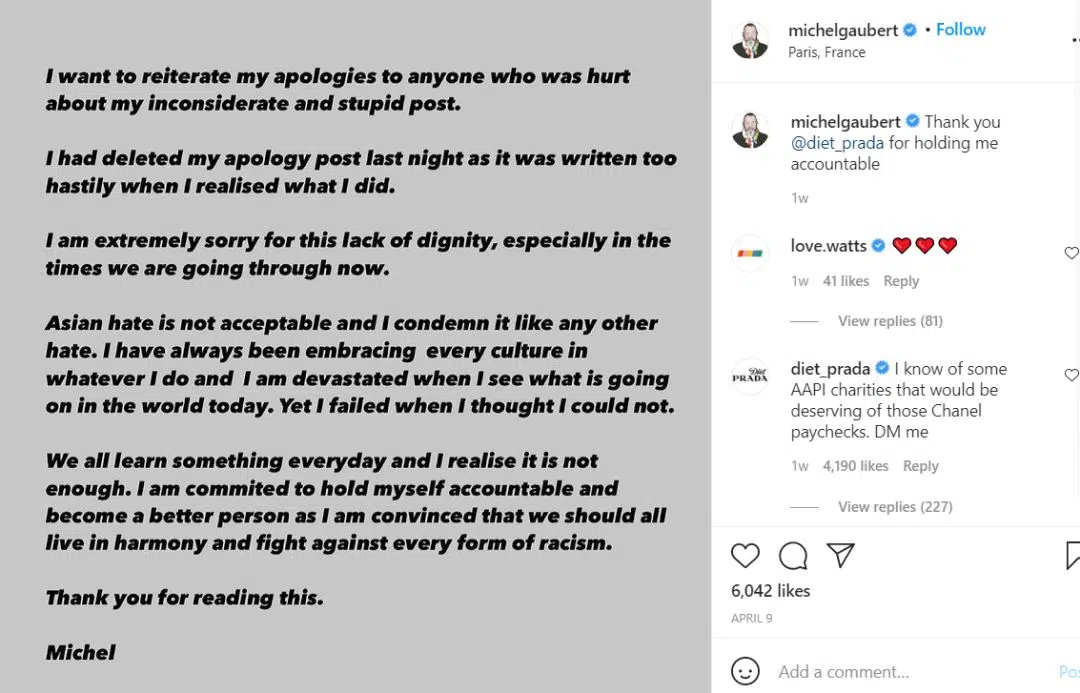 I want to reiterate my apologies to anyone who was hurt
about my inconsiderate and stupid post.
I had deleted my apology post last night as it was written too
hastily when I realised what I did.
I am extremely sorry for this lack of dignity, especially in the
times we are going through now.
Asian hate is not acceptable and I condemn it like any other
hate. I have always been embracing  every culture in
whatever I do and  I am devastated when I see what is going
on in the world today. Yet I failed when I thought I could not.
We all learn something everyday and I realise it is not
enough. I am commited to hold myself accountable and
become a better person as I am convinced that we should all
live in harmony and fight against every form of racism.
Thank you for reading this.
Michel
michelgaubert • Follow
Paris, France
michelgaubert Thank you
@diet_prada for holding me
accountable
1w
love.watts ❤️❤️❤️
1w 41 likes Reply
View replies (81)
Diet
PRADA
diet_prada I know of some
AAPI charities that would be
deserving of those Chanel
paychecks. DM me
1w 4,190 likes Reply
View replies (227)
6,042 likes
APRIL 9
Add a comment...
Pos